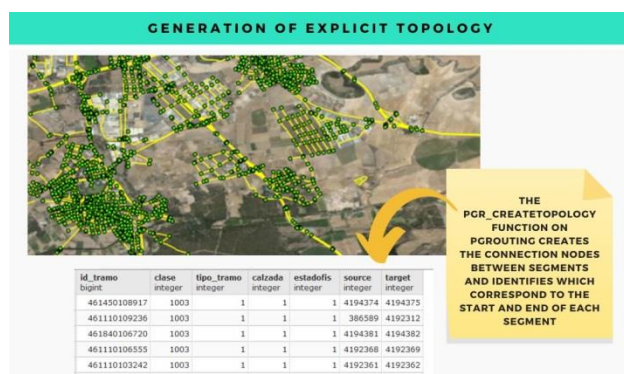 GENERATION OF EXPLICIT TOPOLOGY
THE
PGR_CREATETOPOLOGY
FUNCTION ON
PGROUTING CREATES
THE CONNECTION NODES
BETWEEN SEGMENTS
AND IDENTIFIES WHICH
CORRESPOND TO THE
START AND END OF EACH
SEGMENT
id_tramo clase tipo_tramo calzada estadofis source target
bigint integer integer integer integer integer integer
461450108917 1003 1 1 1 4194374 4194375
461110109236 1003 1 1 1 386589 4192312
461840106720 1003 1 1 1 4194381 4194382
461110106555 1003 1 1 1 4192368 4192369
461110103242 1003 1 1 1 4192361 4192362